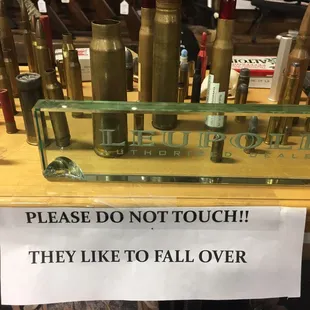 LEUPOLD
AUTHORIZED DEALER
PLEASE DO NOT TOUCH!!
THEY LIKE TO FALL OVER